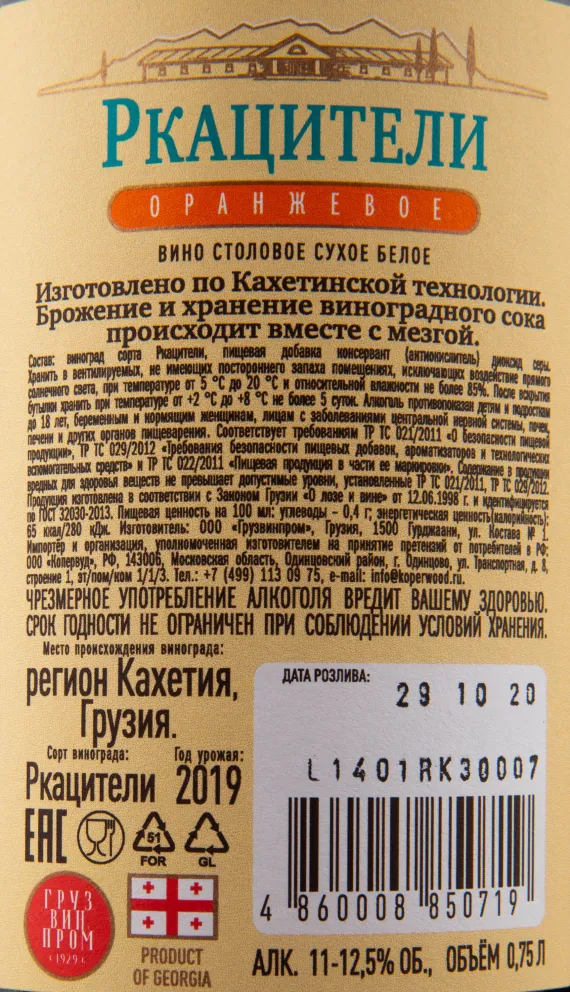 Ркацители
ОРАНЖЕВОЕ
ВИНО СТОЛОВОЕ СУХОЕ БЕЛОЕ
Изготовлено по Кахетинской технологии.
Брожение и хранение виноградного сока
происходит вместе с мезгой.
Состав: виноград сорта Ркацители, пищевая добавка консервант (антиокислитель) диоксид серы.
Хранить в вентилируемых, не имеющих постороннего запаха помещениях, исключающих воздействие прямого
солнечного света, при температуре от 5 °С до 20 °С и относительной влажности не более 85%. После вскрытия
бутылки хранить при температуре от +2 °С до +8 °С не более 5 суток. Алкоголь противопоказан детям и подросткам
до 18 лет, беременным и кормящим женщинам, лицам с заболеваниями центральной нервной системы, почек,
печени и других органов пищеварения. Соответствует требованиям ТР ТС 021/2011 «О безопасности пищевой
продукции», ТР ТС 029/2012 «Требования безопасности пищевых добавок, ароматизаторов и технологических
вспомогательных средств» и ТР ТС 022/2011 «Пищевая продукция в части ее маркировки». Содержание в продукции
вредных для здоровья веществ не превышает допустимые уровни, установленные ТР ТС 021/2011, ТР ТС 029/2012.
Продукция изготовлена в соответствии с Законом Грузии «О лозе и вине» от 12.06.1998 г. и идентифицируется
по ГОСТ 32030-2013. Пищевая ценность на 100 мл: углеводы - 0,4 г; энергетическая ценность(калорийность):
65 ккал/280 кДж. Изготовитель: ООО «Грузвинпром», Грузия, 1500 Гурджаани, ул. Костава № 1.
Импортёр и организация, уполномоченная изготовителем на принятие претензий от потребителей в РФ:
ООО «Копервуд», РФ, 143006, Московская область, Одинцовский район, г. Одинцово, ул. Транспортная, д. 8,
строение 1, эт/пом/ком 1/1/3. Тел.: +7 (499) 113 09 75, e-mail: info@koperwood.ru.
ЧРЕЗМЕРНОЕ УПОТРЕБЛЕНИЕ АЛКОГОЛЯ ВРЕДИТ ВАШЕМУ ЗДОРОВЬЮ.
СРОК ГОДНОСТИ НЕ ОГРАНИЧЕН ПРИ СОБЛЮДЕНИИ УСЛОВИЙ ХРАНЕНИЯ.
Место происхождения винограда:
регион Кахетия,
Грузия.
Сорт винограда: Год урожая:
Ркацители 2019
ДАТА РОЗЛИВА: 29 10 20
L1401RK30007
4 860008 850719
EAC
51
FOR
GL
ГРУЗ
ВИН
ПРОМ
1929
PRODUCT
OF GEORGIA
АЛК. 11-12,5% ОБ., ОБЪЁМ 0,75 Л